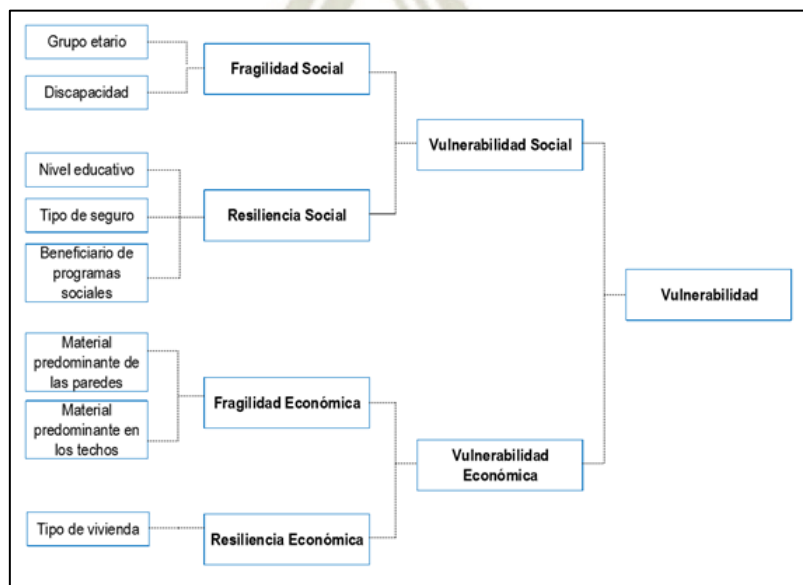 Grupo etario
Discapacidad
Fragilidad Social
Nivel educativo
Tipo de seguro
Beneficiario de
programas
sociales
Resiliencia Social
Vulnerabilidad Social
Material
predominante de
las paredes
Material
predominante en
los techos
Fragilidad Económica
Tipo de vivienda
Resiliencia Económica
Vulnerabilidad
Económica
Vulnerabilidad